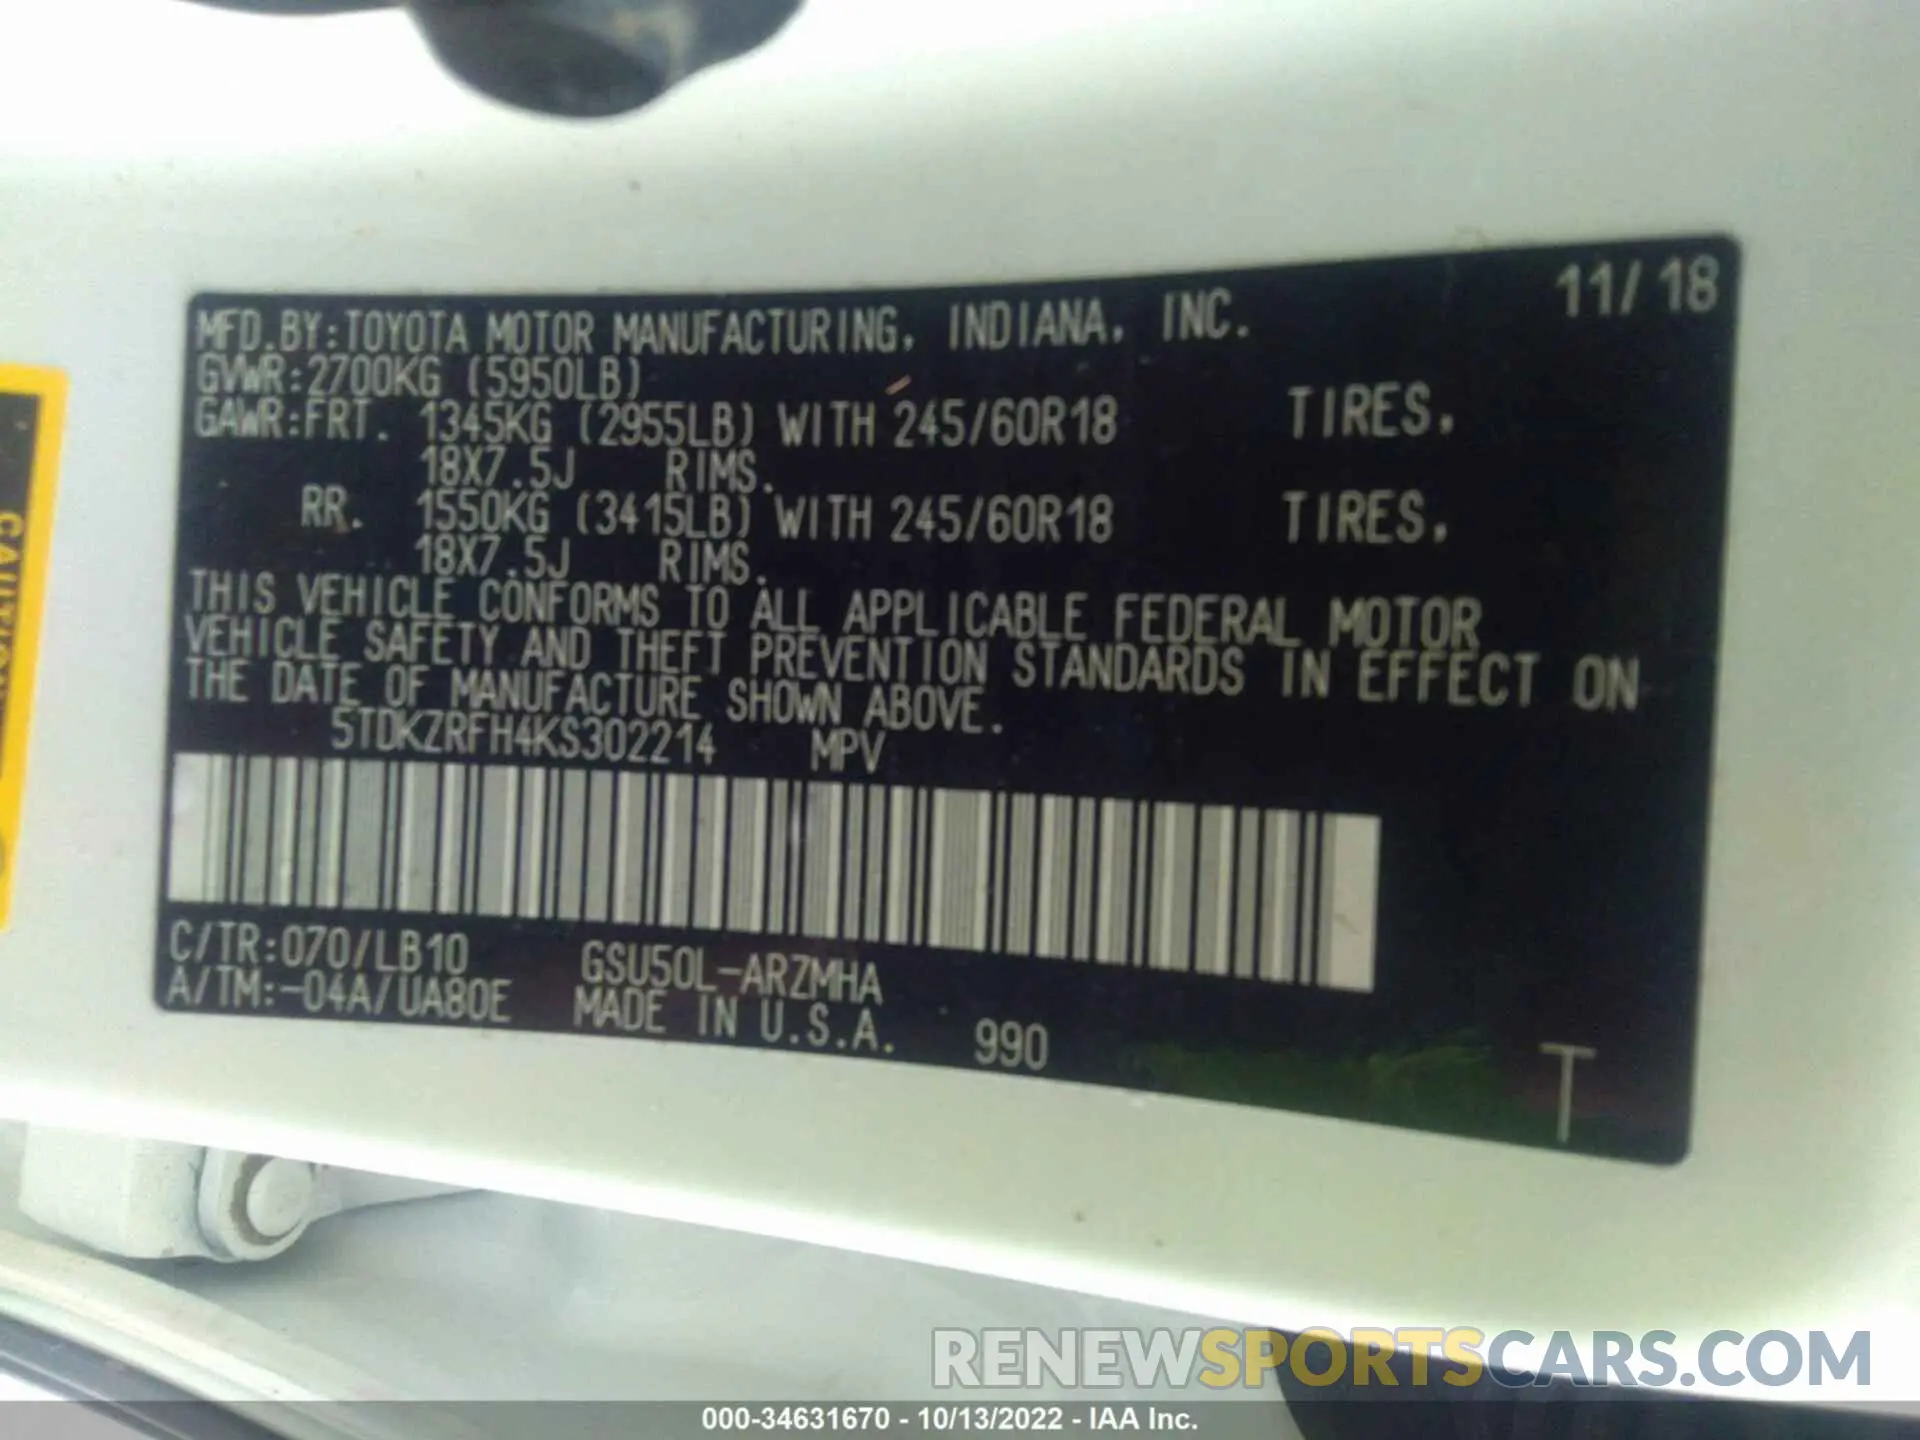 11/18
MFD.BY:TOYOTA MOTOR MANUFACTURING, INDIANA, INC.
GVWR:2700KG (5950LB)
GAWR:FRT. 1345KG (2955LB) WITH 245/60R18 TIRES,
18X7.5J RIMS.
RR. 1550KG (3415LB) WITH 245/60R18 TIRES,
18X7.5J RIMS.
THIS VEHICLE CONFORMS TO ALL APPLICABLE FEDERAL MOTOR
VEHICLE SAFETY AND THEFT PREVENTION STANDARDS IN EFFECT ON
THE DATE OF MANUFACTURE SHOWN ABOVE.
5TDKZRFH4KS302214 MPV
C/TR:070/LB10 GSU50L-ARZMHA
A/TM:-04A/UA80E MADE IN U.S.A. 990
T
RENEWSPORTSCARS.COM
000-34631670 - 10/13/2022 - IAA Inc.